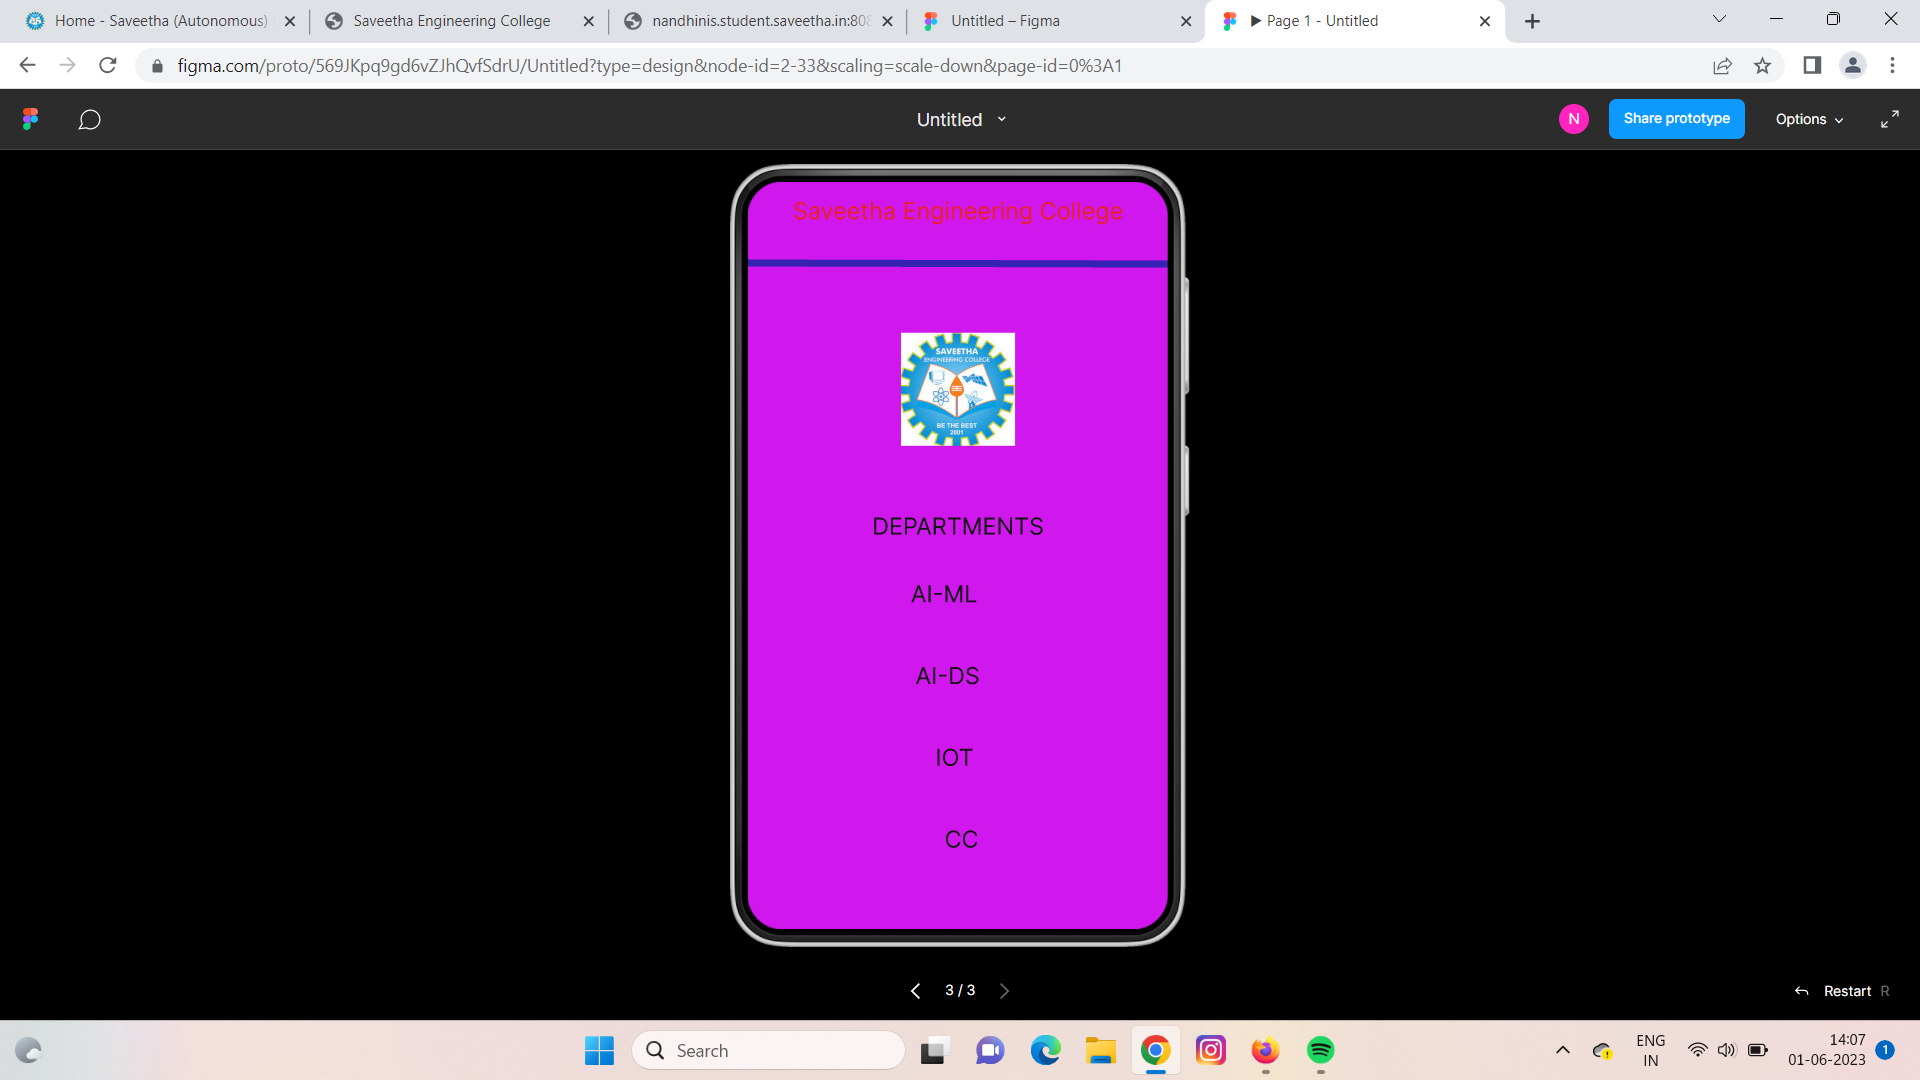 Home - Saveetha (Autonomous)
Saveetha Engineering College
nandhinis.student.saveetha.in:808
Untitled – Figma
Page 1 - Untitled
figma.com/proto/569JKpq9gd6vZJhQvfSdrU/Untitled?type=design&node-id=2-33&scaling=scale-down&page-id=0%3A1
Untitled
N
Share prototype
Options
Saveetha Engineering College
SAVEETHA
ENGINEERING COLLEGE
BE THE BEST
2001
DEPARTMENTS
AI-ML
AI-DS
IOT
CC
3 / 3
Restart R
Search
ENG
IN
14:07
01-06-2023
1